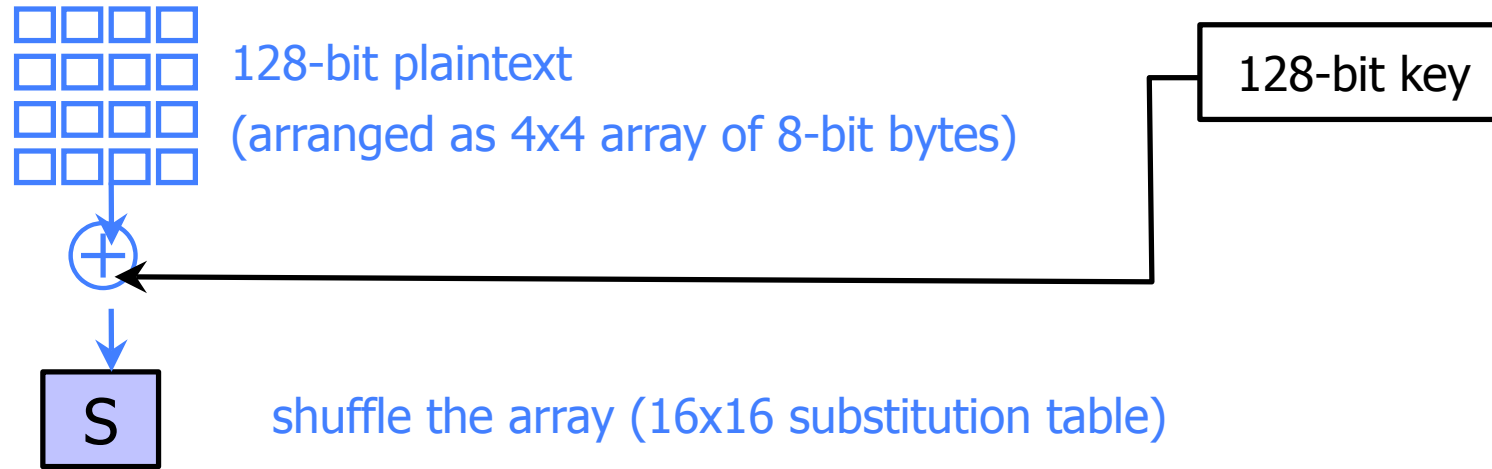 128-bit plaintext
(arranged as 4x4 array of 8-bit bytes)
128-bit key
S
shuffle the array (16x16 substitution table)